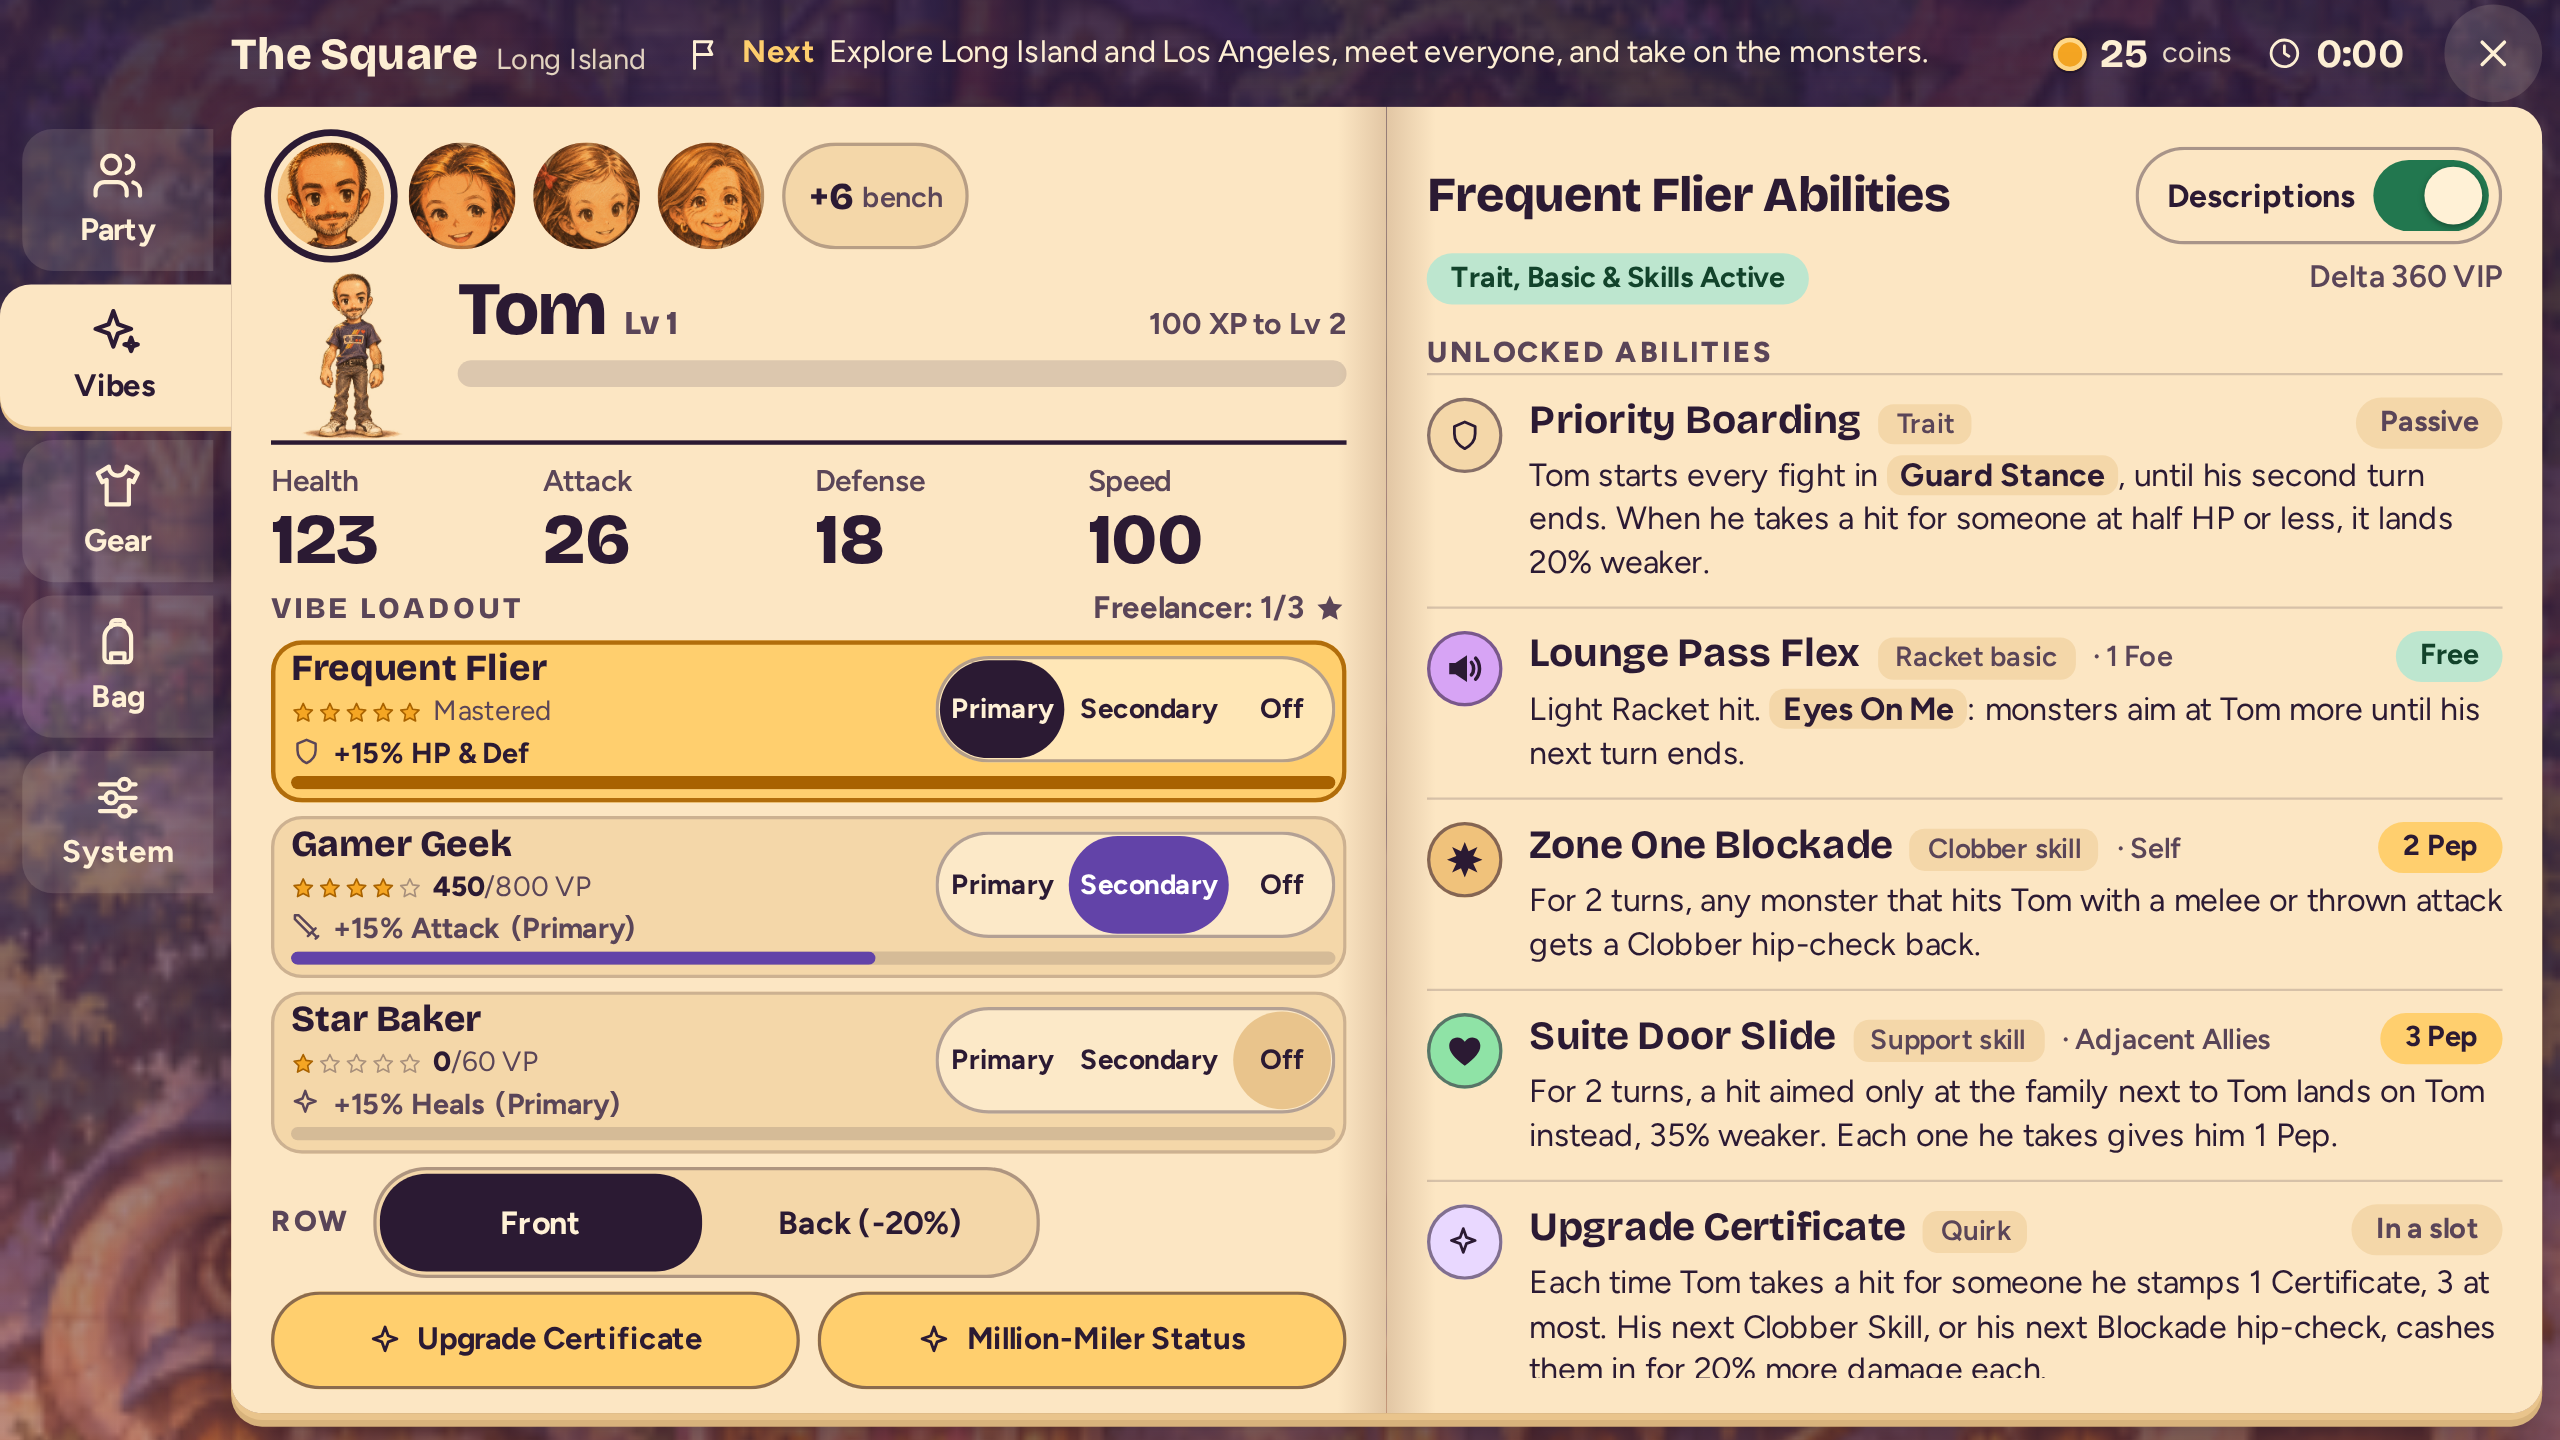 The Square Long Island
Next Explore Long Island and Los Angeles, meet everyone, and take on the monsters.
25 coins
0:00
Party
Vibes
Gear
Bag
System
+6 bench
Tom Lv 1
100 XP to Lv 2
Health
123
Attack
26
Defense
18
Speed
100
VIBE LOADOUT
Freelancer: 1/3
Frequent Flier
Mastered
+15% HP & Def
Primary Secondary Off
Gamer Geek
450/800 VP
+15% Attack (Primary)
Primary Secondary Off
Star Baker
0/60 VP
+15% Heals (Primary)
Primary Secondary Off
ROW
Front
Back (-20%)
Upgrade Certificate
Million-Miler Status
Frequent Flier Abilities
Descriptions
Trait, Basic & Skills Active
Delta 360 VIP
UNLOCKED ABILITIES
Priority Boarding Trait Passive
Tom starts every fight in Guard Stance, until his second turn
ends. When he takes a hit for someone at half HP or less, it lands
20% weaker.
Lounge Pass Flex Racket basic · 1 Foe Free
Light Racket hit. Eyes On Me: monsters aim at Tom more until his
next turn ends.
Zone One Blockade Clobber skill · Self 2 Pep
For 2 turns, any monster that hits Tom with a melee or thrown attack
gets a Clobber hip-check back.
Suite Door Slide Support skill · Adjacent Allies 3 Pep
For 2 turns, a hit aimed only at the family next to Tom lands on Tom
instead, 35% weaker. Each one he takes gives him 1 Pep.
Upgrade Certificate Quirk In a slot
Each time Tom takes a hit for someone he stamps 1 Certificate, 3 at
most. His next Clobber Skill, or his next Blockade hip-check, cashes
them in for 20% more damage each.